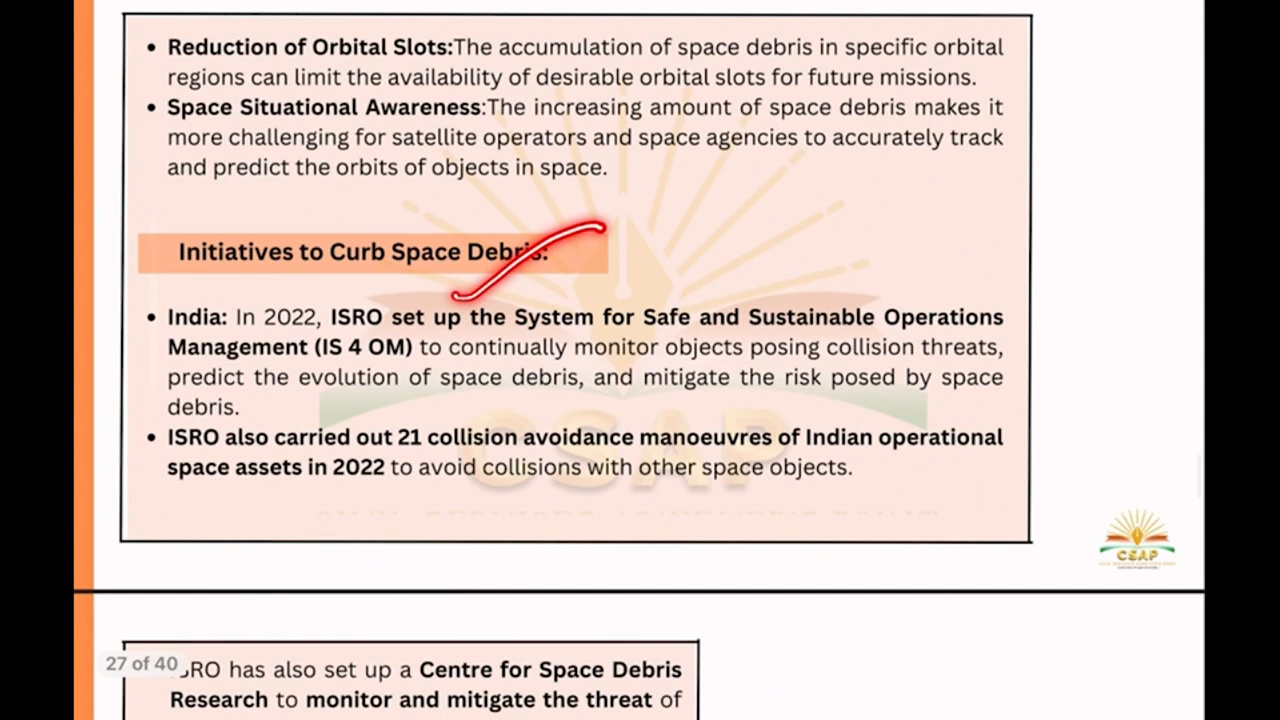 • Reduction of Orbital Slots:The accumulation of space debris in specific orbital
regions can limit the availability of desirable orbital slots for future missions.
• Space Situational Awareness:The increasing amount of space debris makes it
more challenging for satellite operators and space agencies to accurately track
and predict the orbits of objects in space.
Initiatives to Curb Space Debris:
• India: In 2022, ISRO set up the System for Safe and Sustainable Operations
Management (IS 4 OM) to continually monitor objects posing collision threats,
predict the evolution of space debris, and mitigate the risk posed by space
debris.
• ISRO also carried out 21 collision avoidance manoeuvres of Indian operational
space assets in 2022 to avoid collisions with other space objects.
CSAP
CSAP
27 of 40
SRO has also set up a Centre for Space Debris
Research to monitor and mitigate the threat of